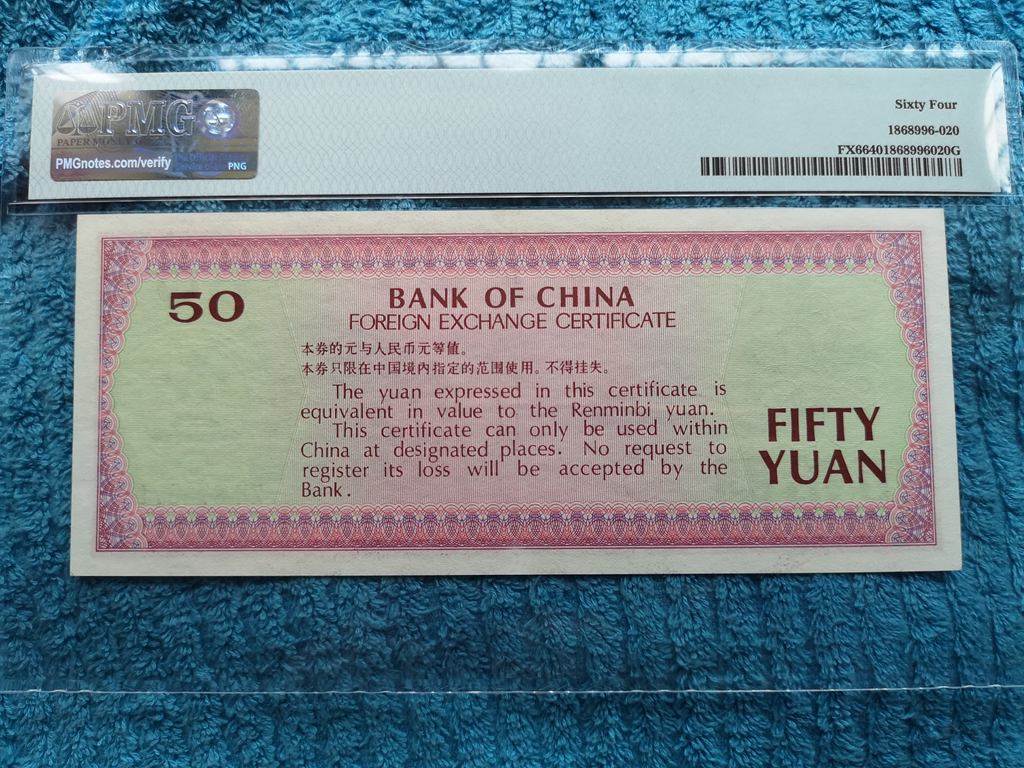 PMG
PAPER MONEY
PMGnotes.com/verify
PNG
Sixty Four
1868996-020
FX66401868996020G
50
BANK OF CHINA
FOREIGN EXCHANGE CERTIFICATE
本券的元与人民币元等值。
本券只限在中国境内指定的范围使用。不得挂失。
The yuan expressed in this certificate is
equivalent in value to the Renminbi yuan.
This certificate can only be used within
China at designated places. No request to
register its loss will be accepted by the
Bank.
FIFTY
YUAN